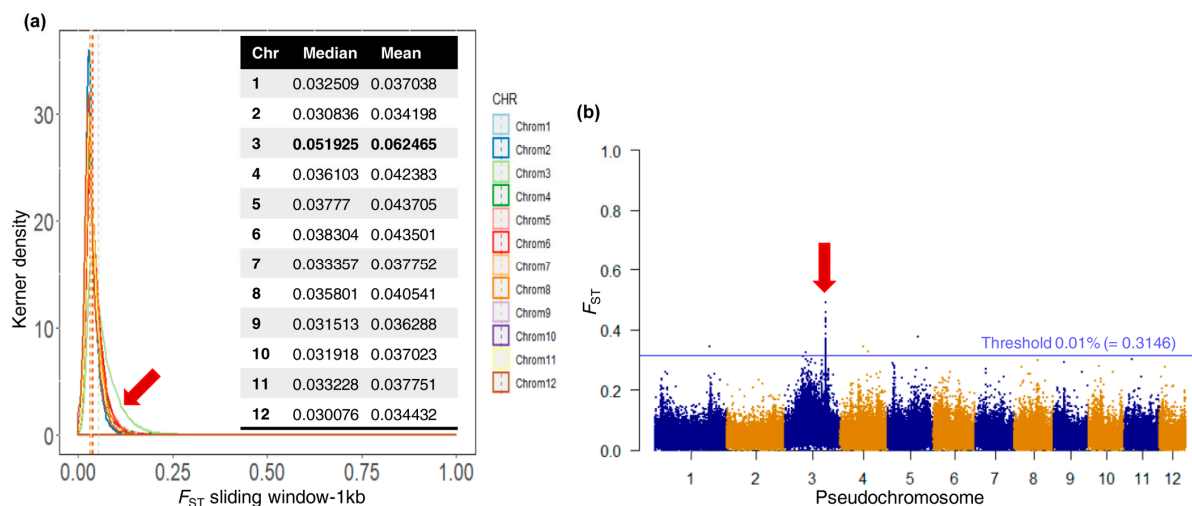 (a)
Kerner density
30
20
10
0
0.00 0.25 0.50 0.75 1.00
FST sliding window-1kb
Chr Median Mean
1 0.032509 0.037038
2 0.030836 0.034198
3 0.051925 0.062465
4 0.036103 0.042383
5 0.03777 0.043705
6 0.038304 0.043501
7 0.033357 0.037752
8 0.035801 0.040541
9 0.031513 0.036288
10 0.031918 0.037023
11 0.033228 0.037751
12 0.030076 0.034432
CHR
Chrom1
Chrom2
Chrom3
Chrom4
Chrom5
Chrom6
Chrom7
Chrom8
Chrom9
Chrom10
Chrom11
Chrom12
(b)
FST
1.0
0.8
0.6
0.4
0.2
0.0
Threshold 0.01% (= 0.3146)
1 2 3 4 5 6 7 8 9 10 11 12
Pseudochromosome